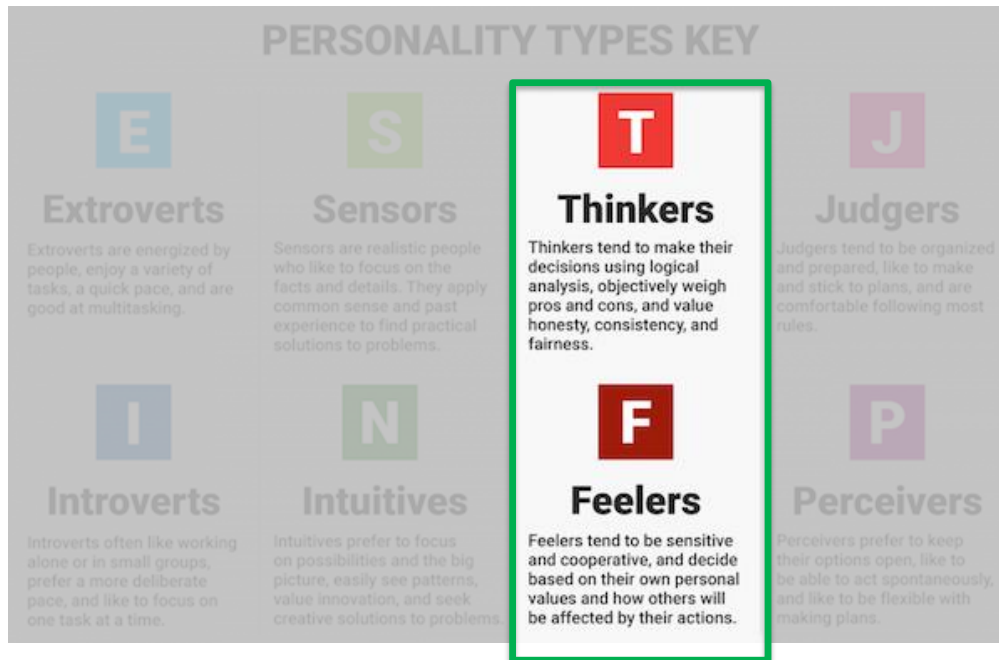 PERSONALITY TYPES KEY
E
Extroverts
Extroverts are energized by
people, enjoy a variety of
tasks, a quick pace, and are
good at multitasking.
S
Sensors
Sensors are realistic people
who like to focus on the
facts and details. They apply
common sense and past
experience to find practical
solutions to problems.
T
Thinkers
Thinkers tend to make their
decisions using logical
analysis, objectively weigh
pros and cons, and value
honesty, consistency, and
fairness.
J
Judgers
Judgers tend to be organized
and prepared, like to make
and stick to plans, and are
comfortable following most
rules.
I
Introverts
Introverts often like working
alone or in small groups,
prefer a more deliberate
pace, and like to focus on
one task at a time.
N
Intuitives
Intuitives prefer to focus
on possibilities and the big
picture, easily see patterns,
value innovation, and seek
creative solutions to problems.
F
Feelers
Feelers tend to be sensitive
and cooperative, and decide
based on their own personal
values and how others will
be affected by their actions.
P
Perceivers
Perceivers prefer to keep
their options open, like to
be able to act spontaneously,
and like to be flexible with
making plans.